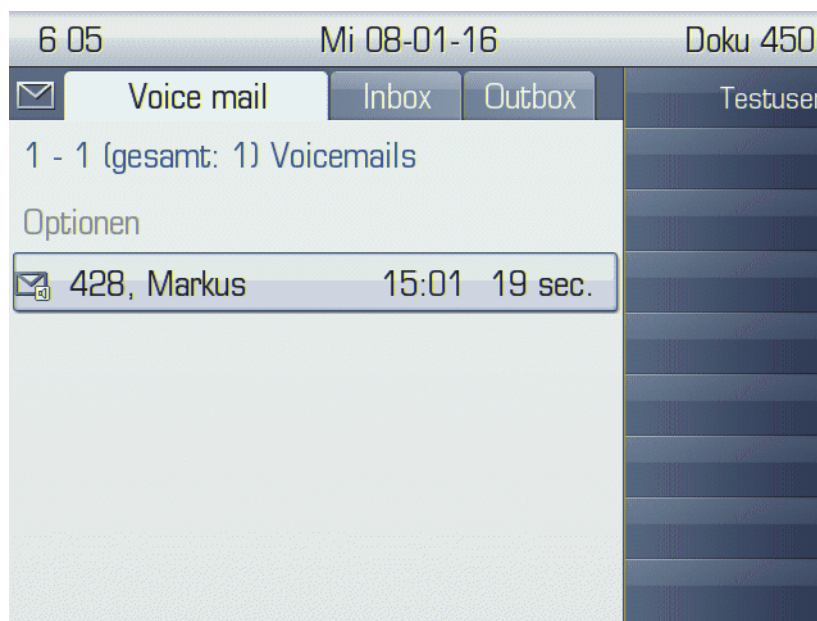 6 05 Mi 08-01-16 Doku 450
Voice mail Inbox Outbox Testuser
1 - 1 (gesamt: 1) Voicemails
Optionen
428, Markus 15:01 19 sec.